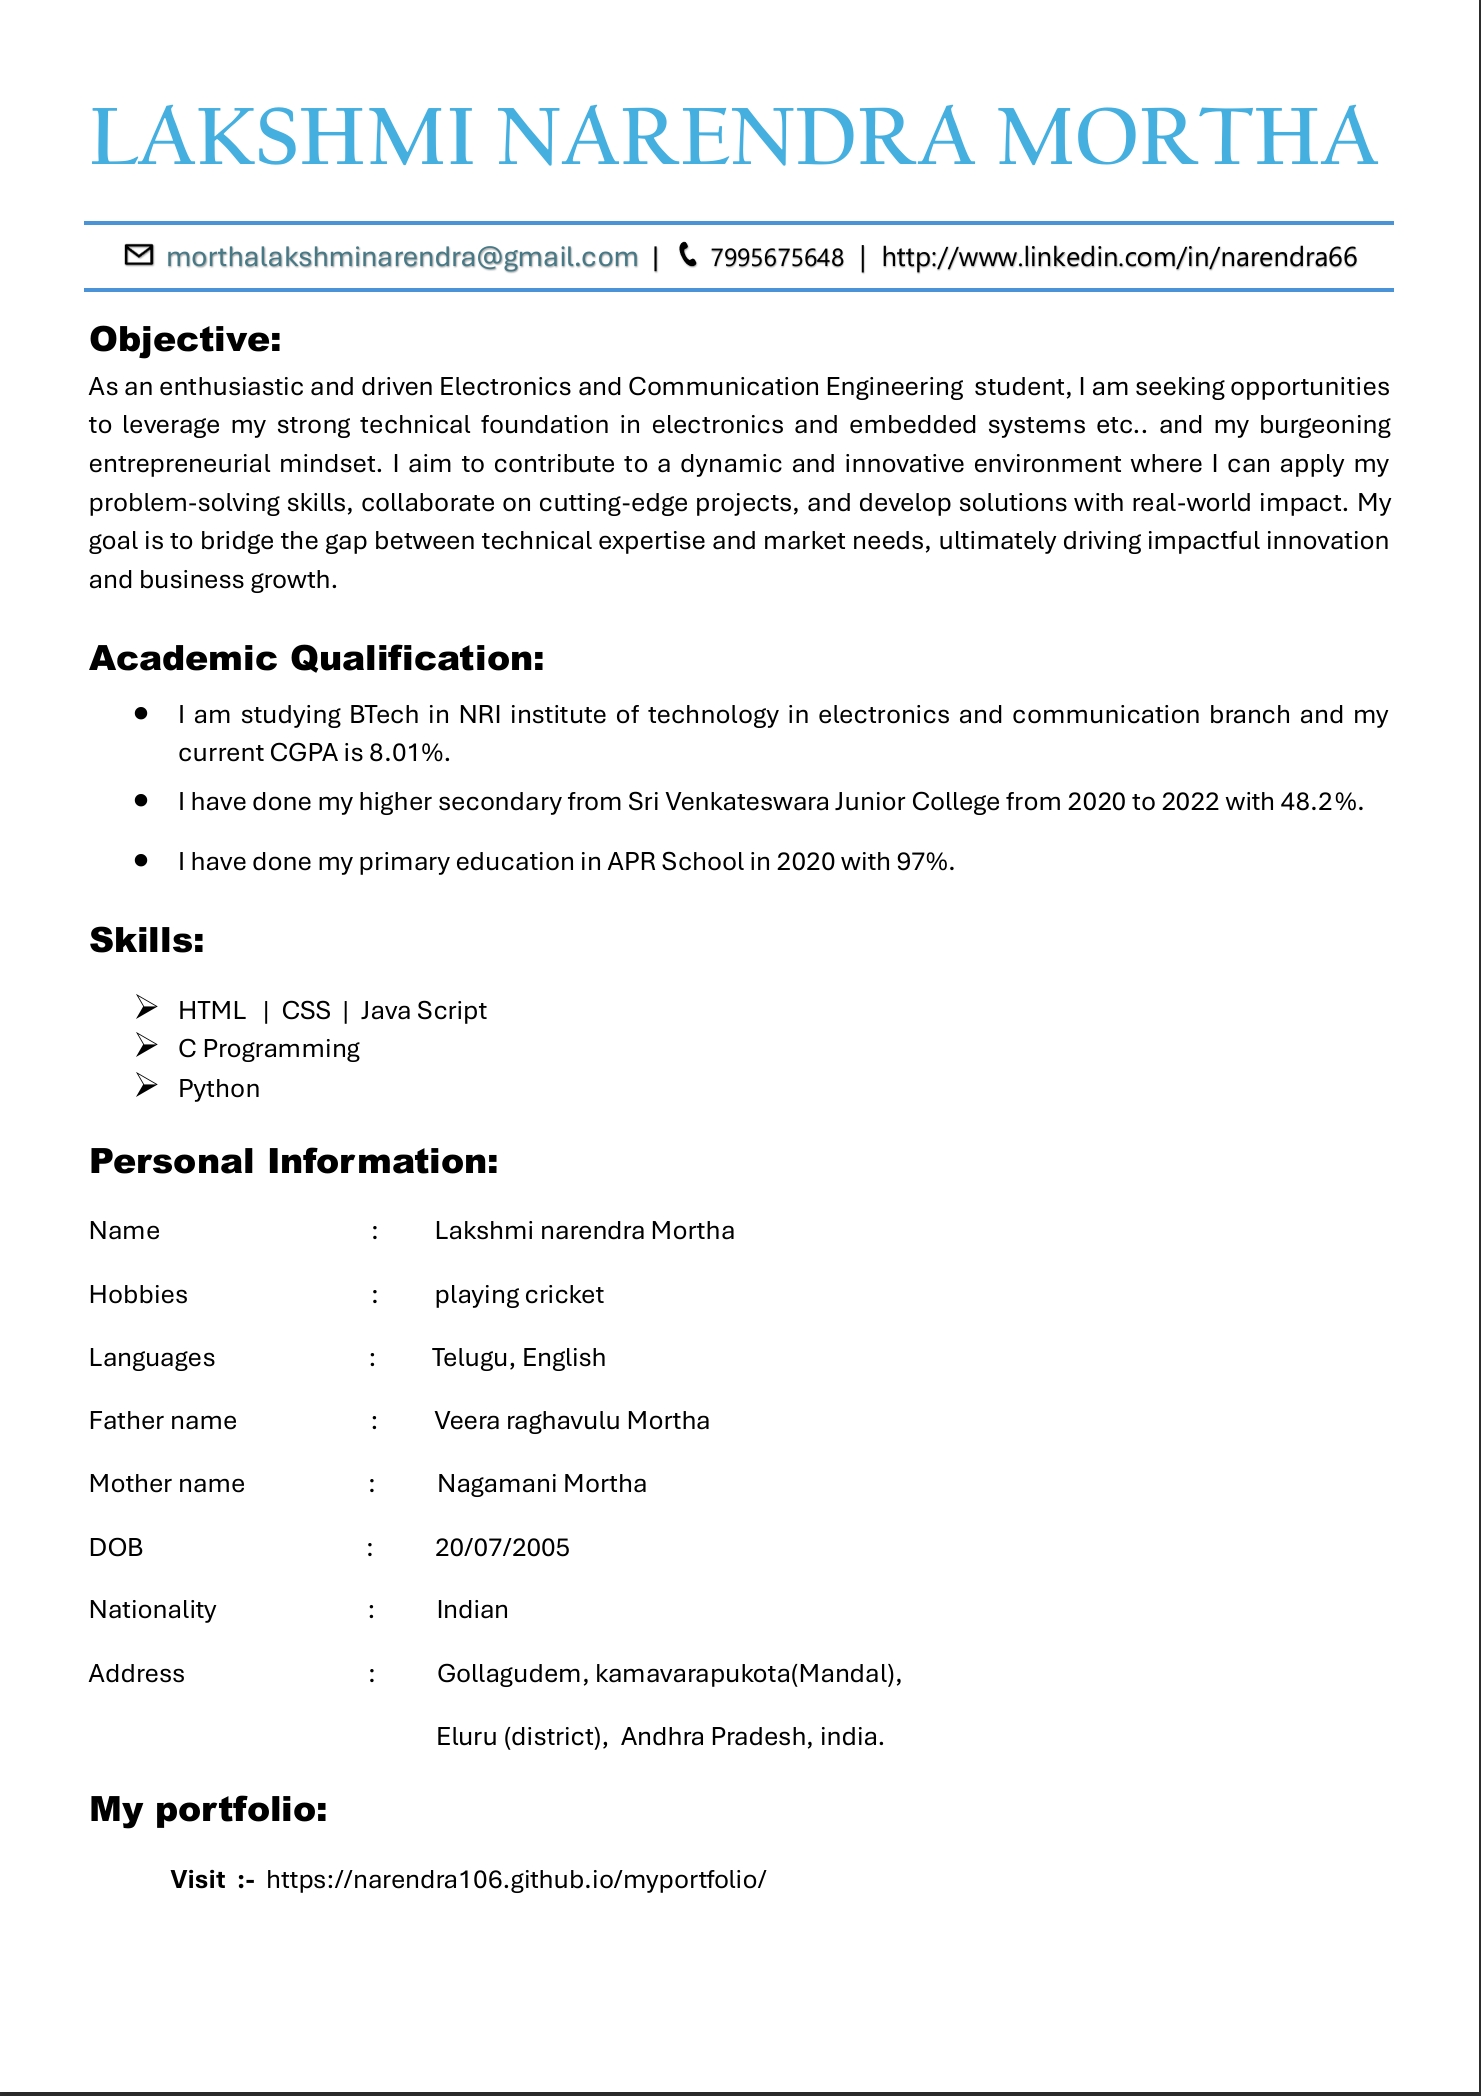 LAKSHMI NARENDRA MORTHA
morthalakshminarendra@gmail.com | 7995675648 | http://www.linkedin.com/in/narendra66
Objective:
As an enthusiastic and driven Electronics and Communication Engineering student, I am seeking opportunities
to leverage my strong technical foundation in electronics and embedded systems etc.. and my burgeoning
entrepreneurial mindset. I aim to contribute to a dynamic and innovative environment where I can apply my
problem-solving skills, collaborate on cutting-edge projects, and develop solutions with real-world impact. My
goal is to bridge the gap between technical expertise and market needs, ultimately driving impactful innovation
and business growth.
Academic Qualification:
● I am studying BTech in NRI institute of technology in electronics and communication branch and my
current CGPA is 8.01%.
● I have done my higher secondary from Sri Venkateswara Junior College from 2020 to 2022 with 48.2%.
● I have done my primary education in APR School in 2020 with 97%.
Skills:
➢ HTML | CSS | Java Script
➢ C Programming
➢ Python
Personal Information:
Name : Lakshmi narendra Mortha
Hobbies : playing cricket
Languages : Telugu, English
Father name : Veera raghavulu Mortha
Mother name : Nagamani Mortha
DOB : 20/07/2005
Nationality : Indian
Address : Gollagudem, kamavarapukota(Mandal),
Eluru (district), Andhra Pradesh, india.
My portfolio:
Visit :- https://narendra106.github.io/myportfolio/